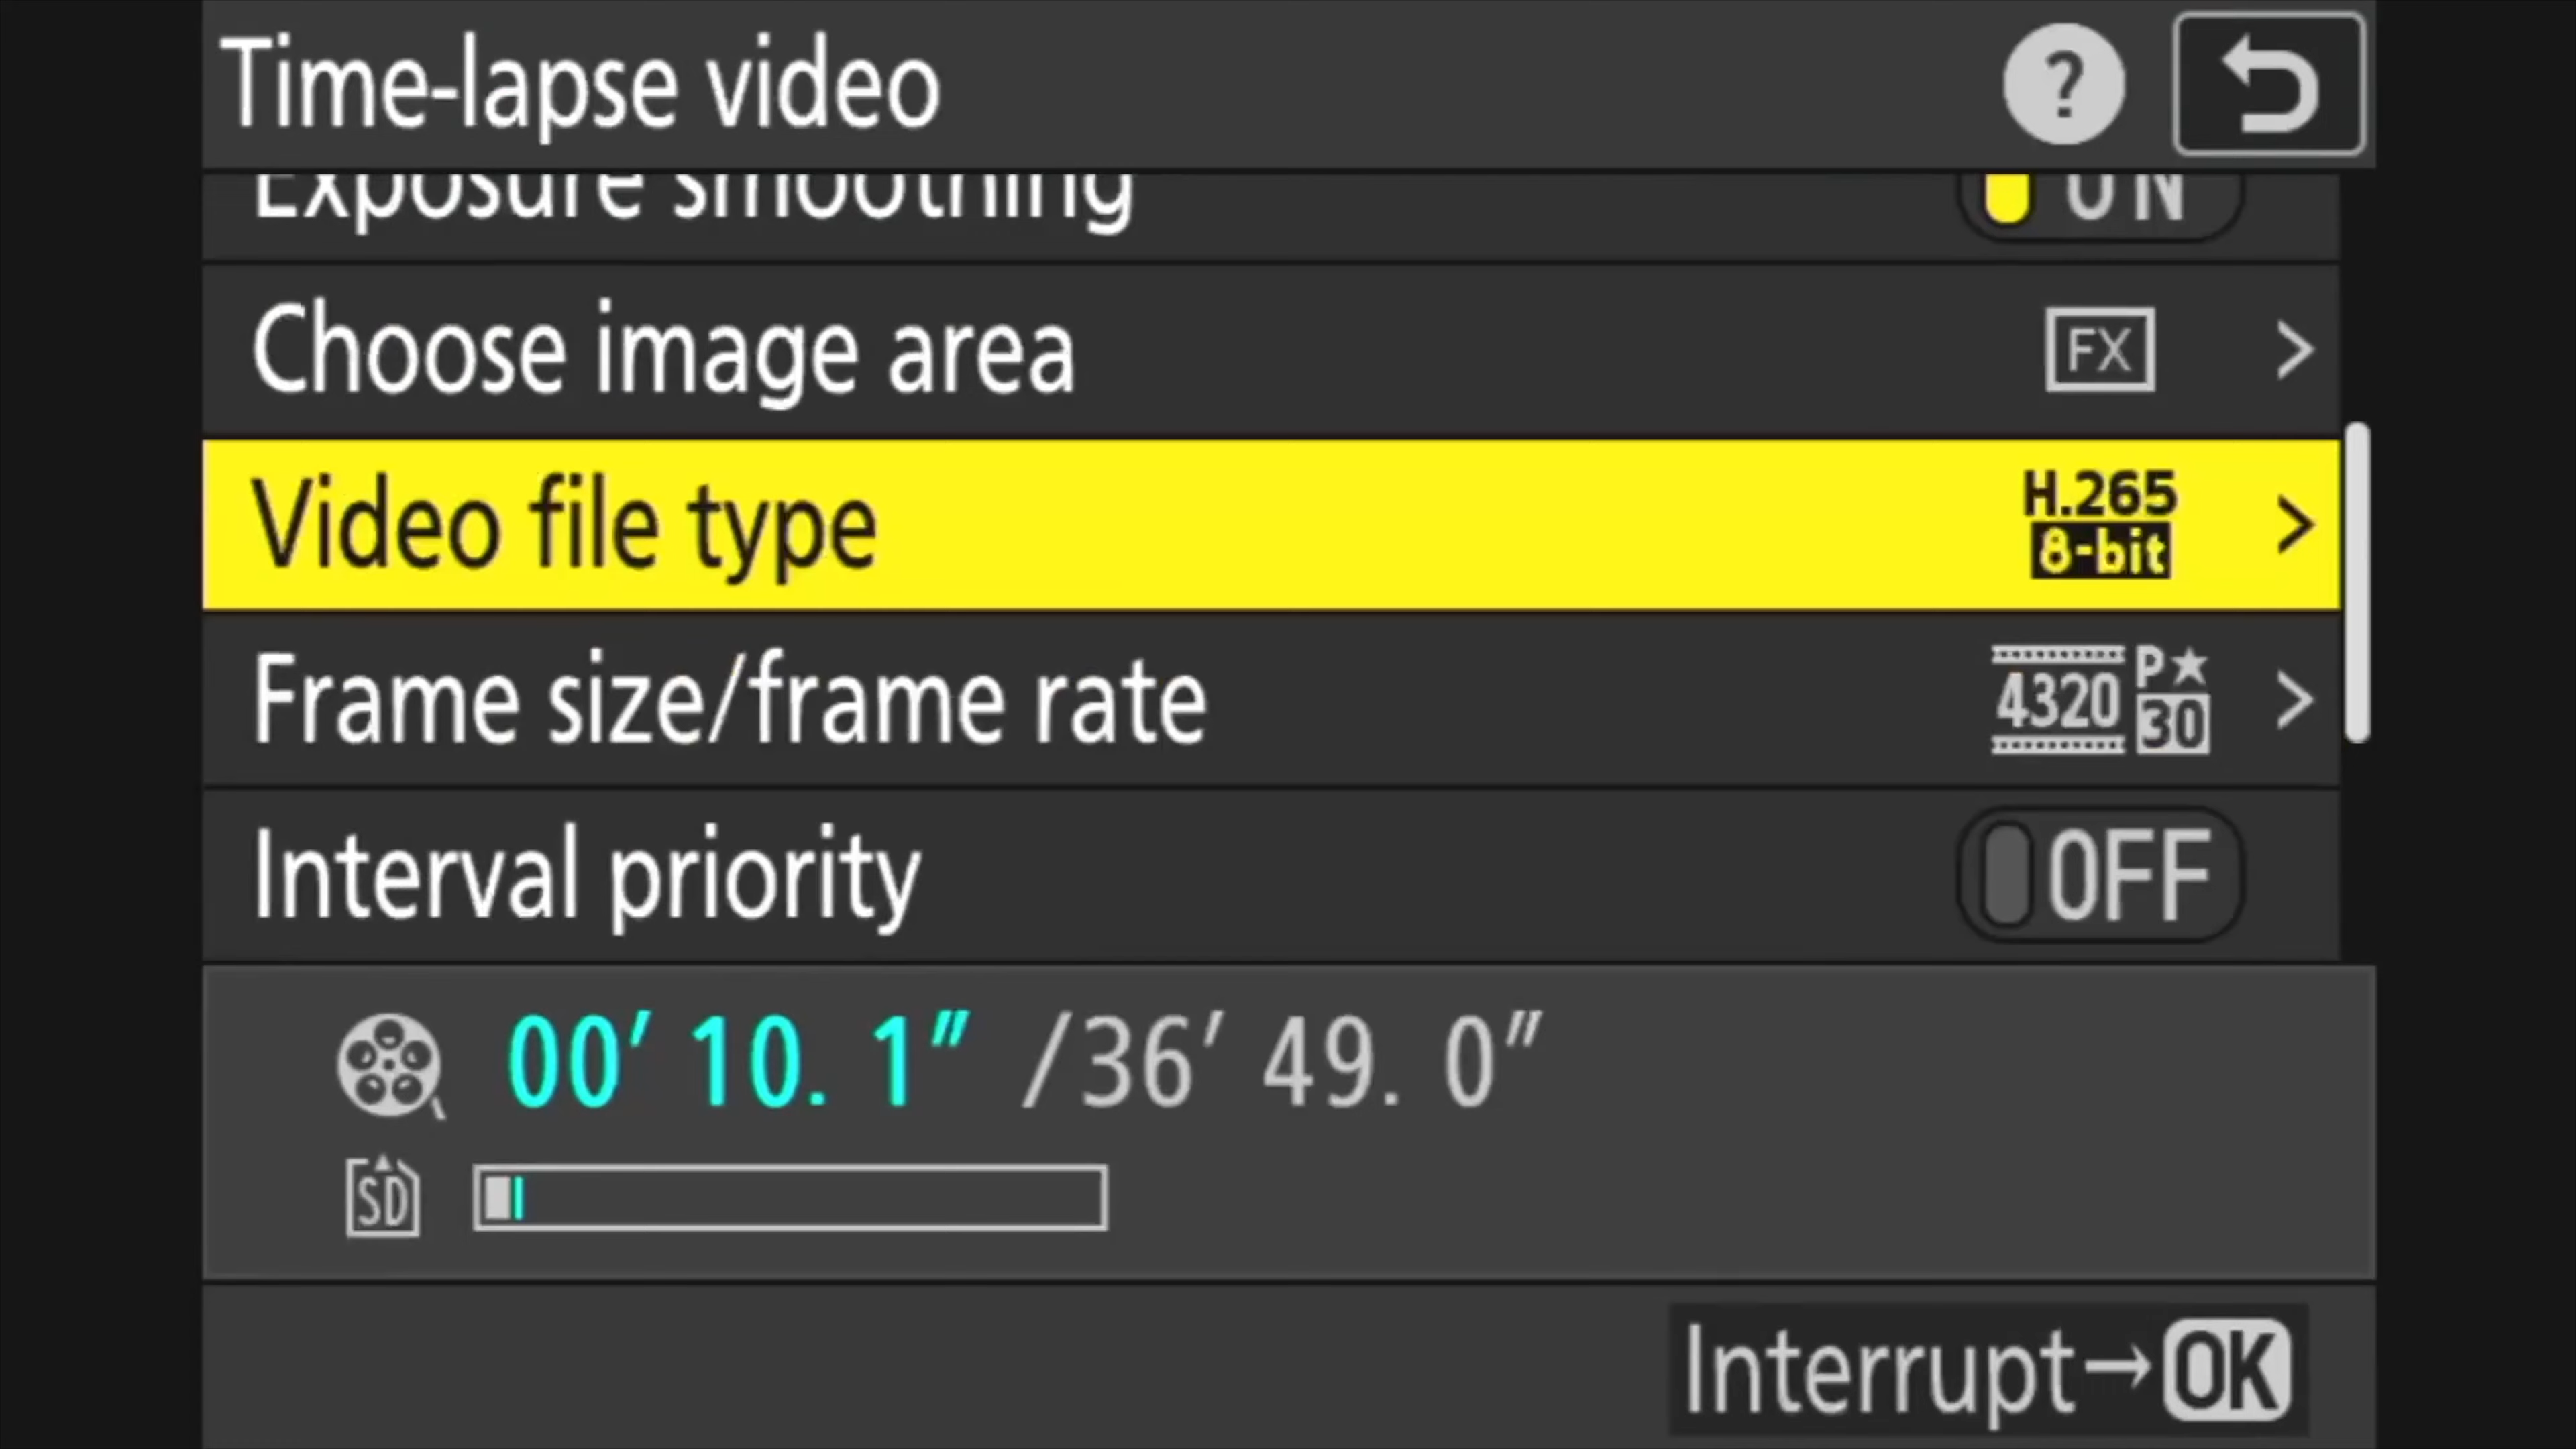 Time-lapse video ?
Exposure smoothing ON
Choose image area FX >
Video file type H.265 8-bit >
Frame size/frame rate 4320 P★ 30 >
Interval priority OFF
00′ 10. 1″ /36′ 49. 0″
SD
Interrupt→OK